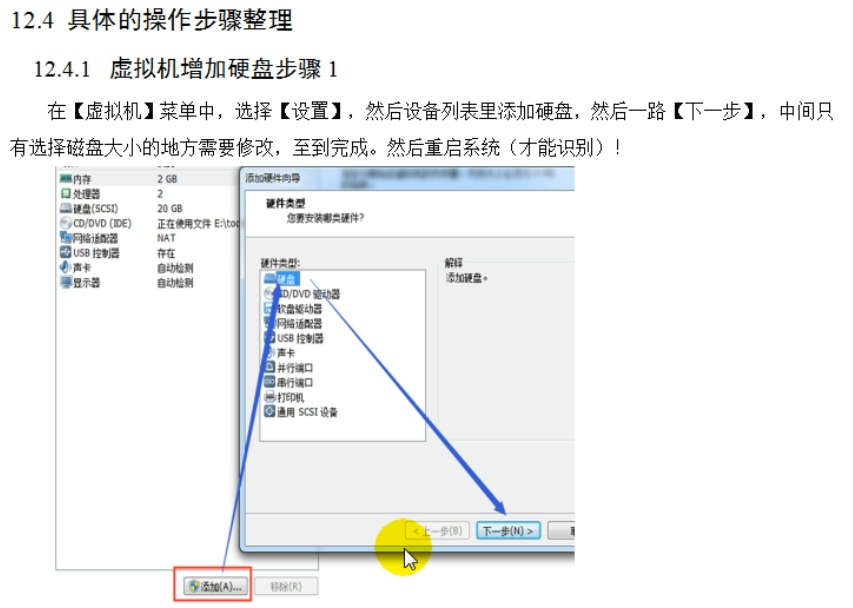 12.4 具体的操作步骤整理
12.4.1 虚拟机增加硬盘步骤 1
在【虚拟机】菜单中，选择【设置】，然后设备列表里添加硬盘，然后一路【下一步】，中间只
有选择磁盘大小的地方需要修改，至到完成。然后重启系统（才能识别）！
内存 2 GB
处理器 2
硬盘(SCSI) 20 GB
CD/DVD (IDE) 正在使用文件 E:\too
网络适配器 NAT
USB 控制器 存在
声卡 自动检测
显示器 自动检测
添加硬件向导
硬件类型
您要安装哪类硬件?
硬件类型:
硬盘
CD/DVD 驱动器
软盘驱动器
网络适配器
USB 控制器
声卡
并行端口
串行端口
打印机
通用 SCSI 设备
解释
添加硬盘。
< 上一步(B) 下一步(N) >
添加(A)... 移除(R)